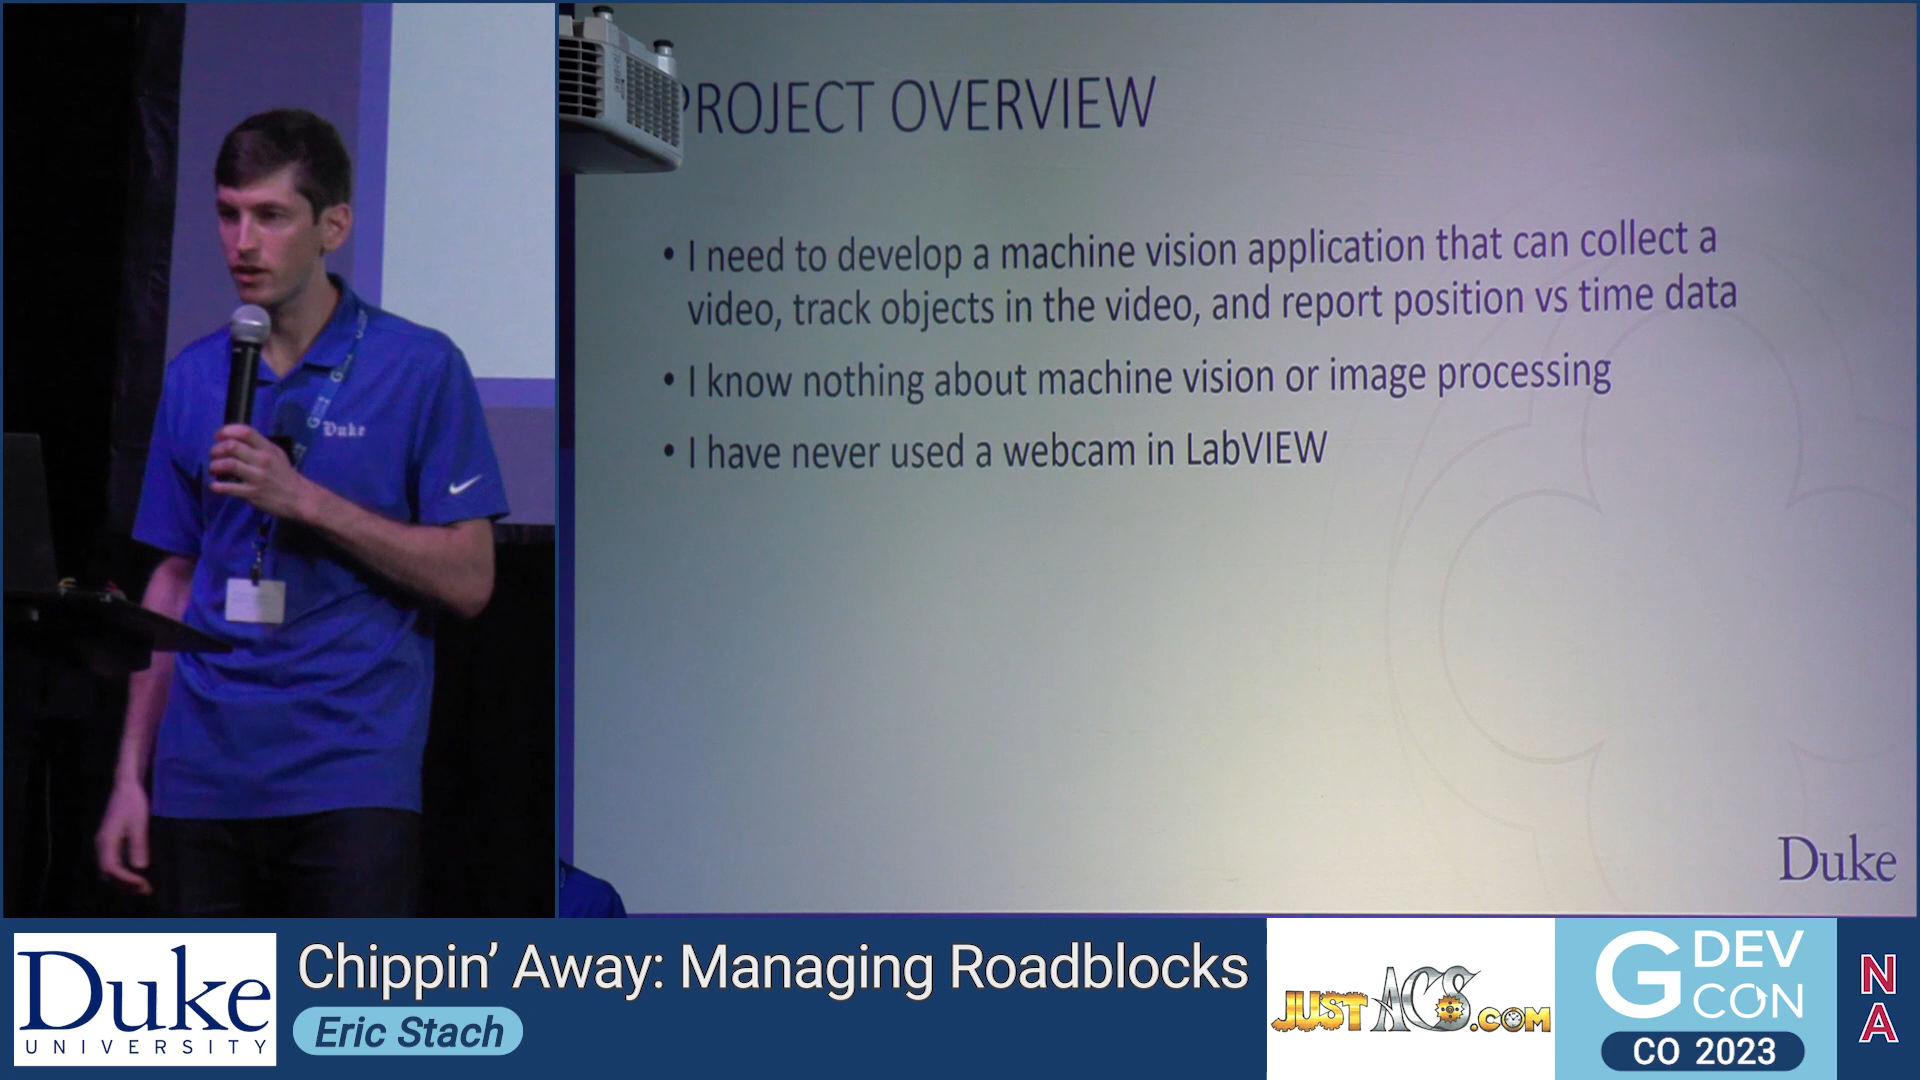 PROJECT OVERVIEW
• I need to develop a machine vision application that can collect a
video, track objects in the video, and report position vs time data
• I know nothing about machine vision or image processing
• I have never used a webcam in LabVIEW
Duke
Duke
Duke
UNIVERSITY
Chippin’ Away: Managing Roadblocks
Eric Stach
JUST ACS.COM
G DEV CON
CO 2023
NA